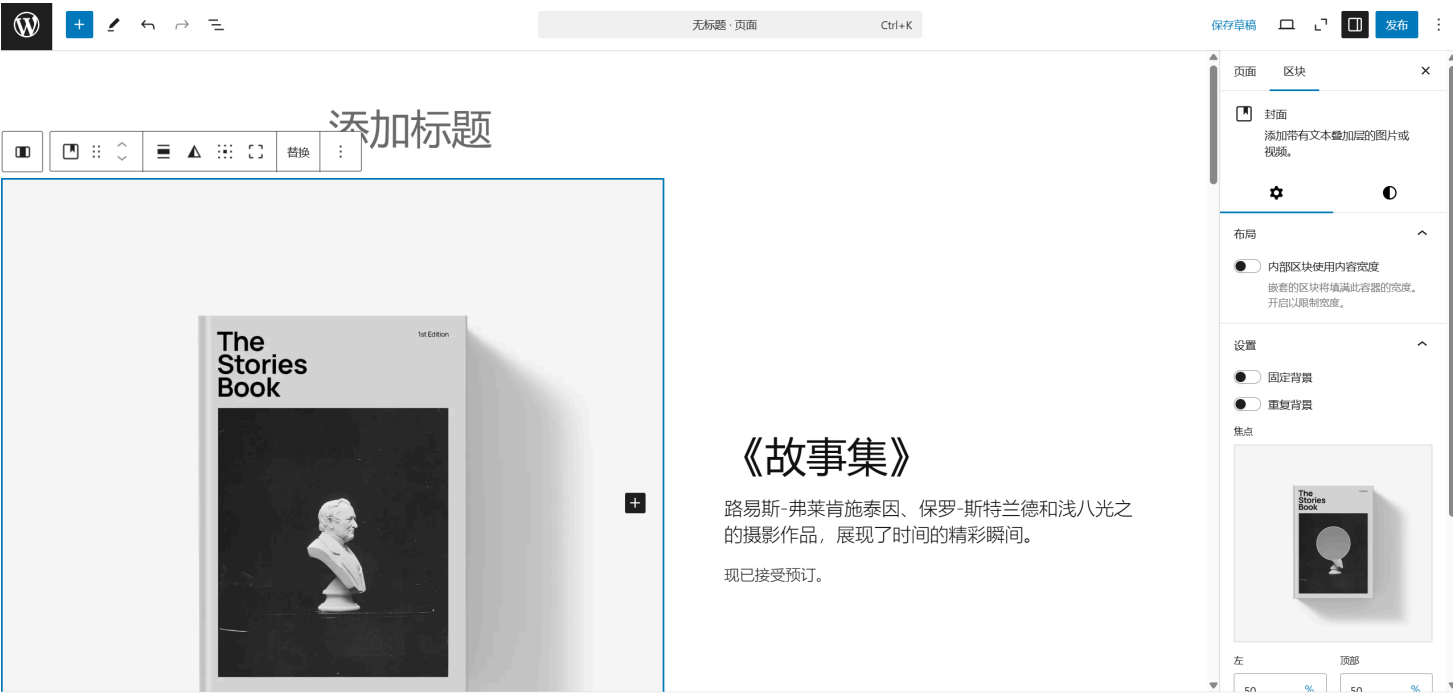 无标题 · 页面 Ctrl+K
保存草稿
发布
页面 区块
添加标题
替换
封面
添加带有文本叠加层的图片或
视频。
布局
内部区块使用内容宽度
嵌套的区块将填满此容器的宽度。
开启以限制宽度。
设置
固定背景
重复背景
焦点
The
Stories
Book
左 顶部
50 % 50 %
The
Stories
Book
1st Edition
《故事集》
路易斯-弗莱肯施泰因、保罗-斯特兰德和浅八光之
的摄影作品，展现了时间的精彩瞬间。
现已接受预订。